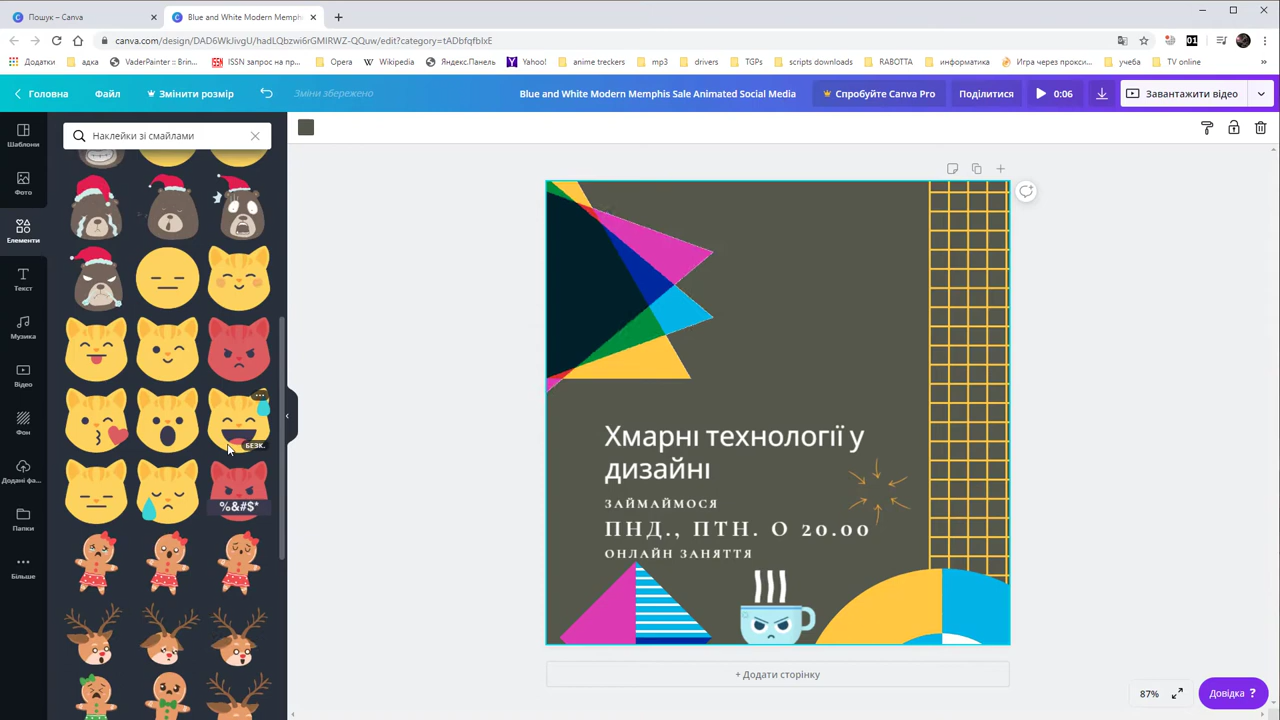 Пошук – Canva
Blue and White Modern Memph
canva.com/design/DAD6WkJivgU/hadLQbzwi6rGMIRWZ-QQuw/edit?category=tADbfqfbIxE
Додатки
адка
VaderPainter :: Brin...
ISSN запрос на пр...
Opera
Wikipedia
Яндекс.Панель
Yahoo!
anime treckers
mp3
drivers
TGPs
scripts downloads
RABOTTA
информатика
Игра через прокси...
учеба
TV online
Головна
Файл
Змінити розмір
Зміни збережено
Blue and White Modern Memphis Sale Animated Social Media
Спробуйте Canva Pro
Поділитися
0:06
Завантажити відео
Шаблони
Фото
Елементи
Текст
Музика
Відео
Фон
Додані фа...
Папки
Більше
Наклейки зі смайлами
БЕЗК.
%&#$*
Хмарні технології у
дизайні
ЗАЙМАЙМОСЯ
ПНД., ПТН. О 20.00
ОНЛАЙН ЗАНЯТТЯ
+ Додати сторінку
87%
Довідка ?